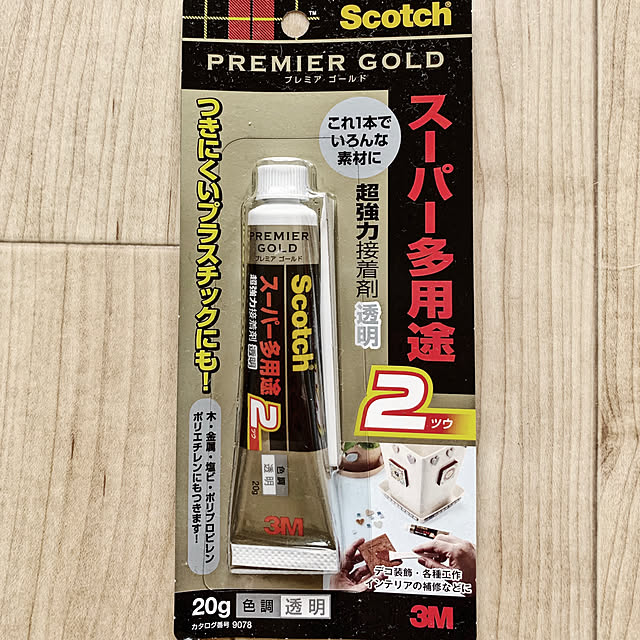 Scotch™
PREMIER GOLD
プレミア ゴールド
スーパー多用途
2
ツウ
これ1本で
いろんな
素材に
超強力接着剤
透明
つきにくいプラスチックにも!
木・金属・塩ビ・ポリプロピレン
ポリエチレンにもつきます!
PREMIER
GOLD
プレミア ゴールド
Scotch
スーパー多用途
2
ツウ
超強力接着剤 透明
色調 透明
20g
3M
デコ装飾・各種工作
インテリアの補修などに
20g 色調 透明
カタログ番号 9078
3M